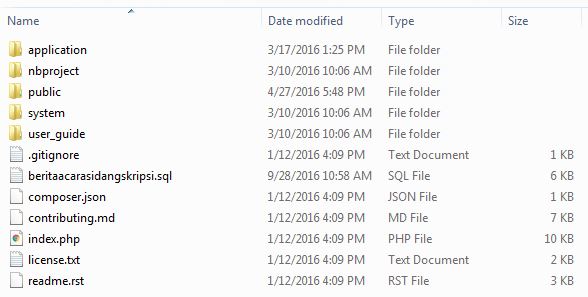 Name Date modified Type Size
application 3/17/2016 1:25 PM File folder
nbproject 3/10/2016 10:06 AM File folder
public 4/27/2016 5:48 PM File folder
system 3/10/2016 10:06 AM File folder
user_guide 3/10/2016 10:06 AM File folder
.gitignore 1/12/2016 4:09 PM Text Document 1 KB
beritaacarasidangskripsi.sql 9/28/2016 10:58 AM SQL File 6 KB
composer.json 1/12/2016 4:09 PM JSON File 1 KB
contributing.md 1/12/2016 4:09 PM MD File 7 KB
index.php 1/12/2016 4:09 PM PHP File 10 KB
license.txt 1/12/2016 4:09 PM Text Document 2 KB
readme.rst 1/12/2016 4:09 PM RST File 3 KB